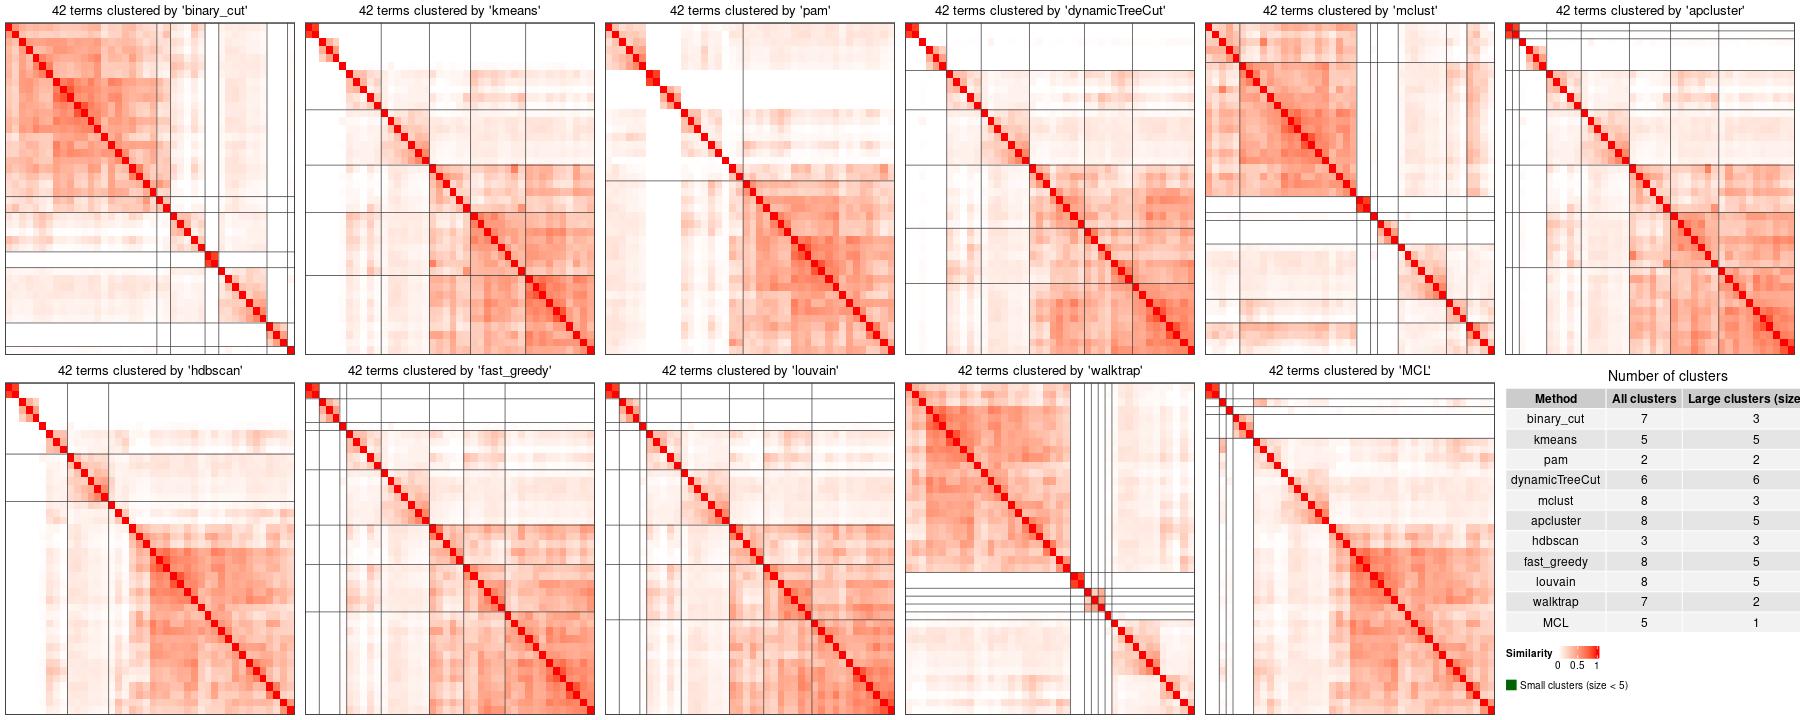 42 terms clustered by 'binary_cut'
42 terms clustered by 'kmeans'
42 terms clustered by 'pam'
42 terms clustered by 'dynamicTreeCut'
42 terms clustered by 'mclust'
42 terms clustered by 'apcluster'
42 terms clustered by 'hdbscan'
42 terms clustered by 'fast_greedy'
42 terms clustered by 'louvain'
42 terms clustered by 'walktrap'
42 terms clustered by 'MCL'
Number of clusters
Method All clusters Large clusters (size
binary_cut 7 3
kmeans 5 5
pam 2 2
dynamicTreeCut 6 6
mclust 8 3
apcluster 8 5
hdbscan 3 3
fast_greedy 8 5
louvain 8 5
walktrap 7 2
MCL 5 1
Similarity
0 0.5 1
Small clusters (size < 5)